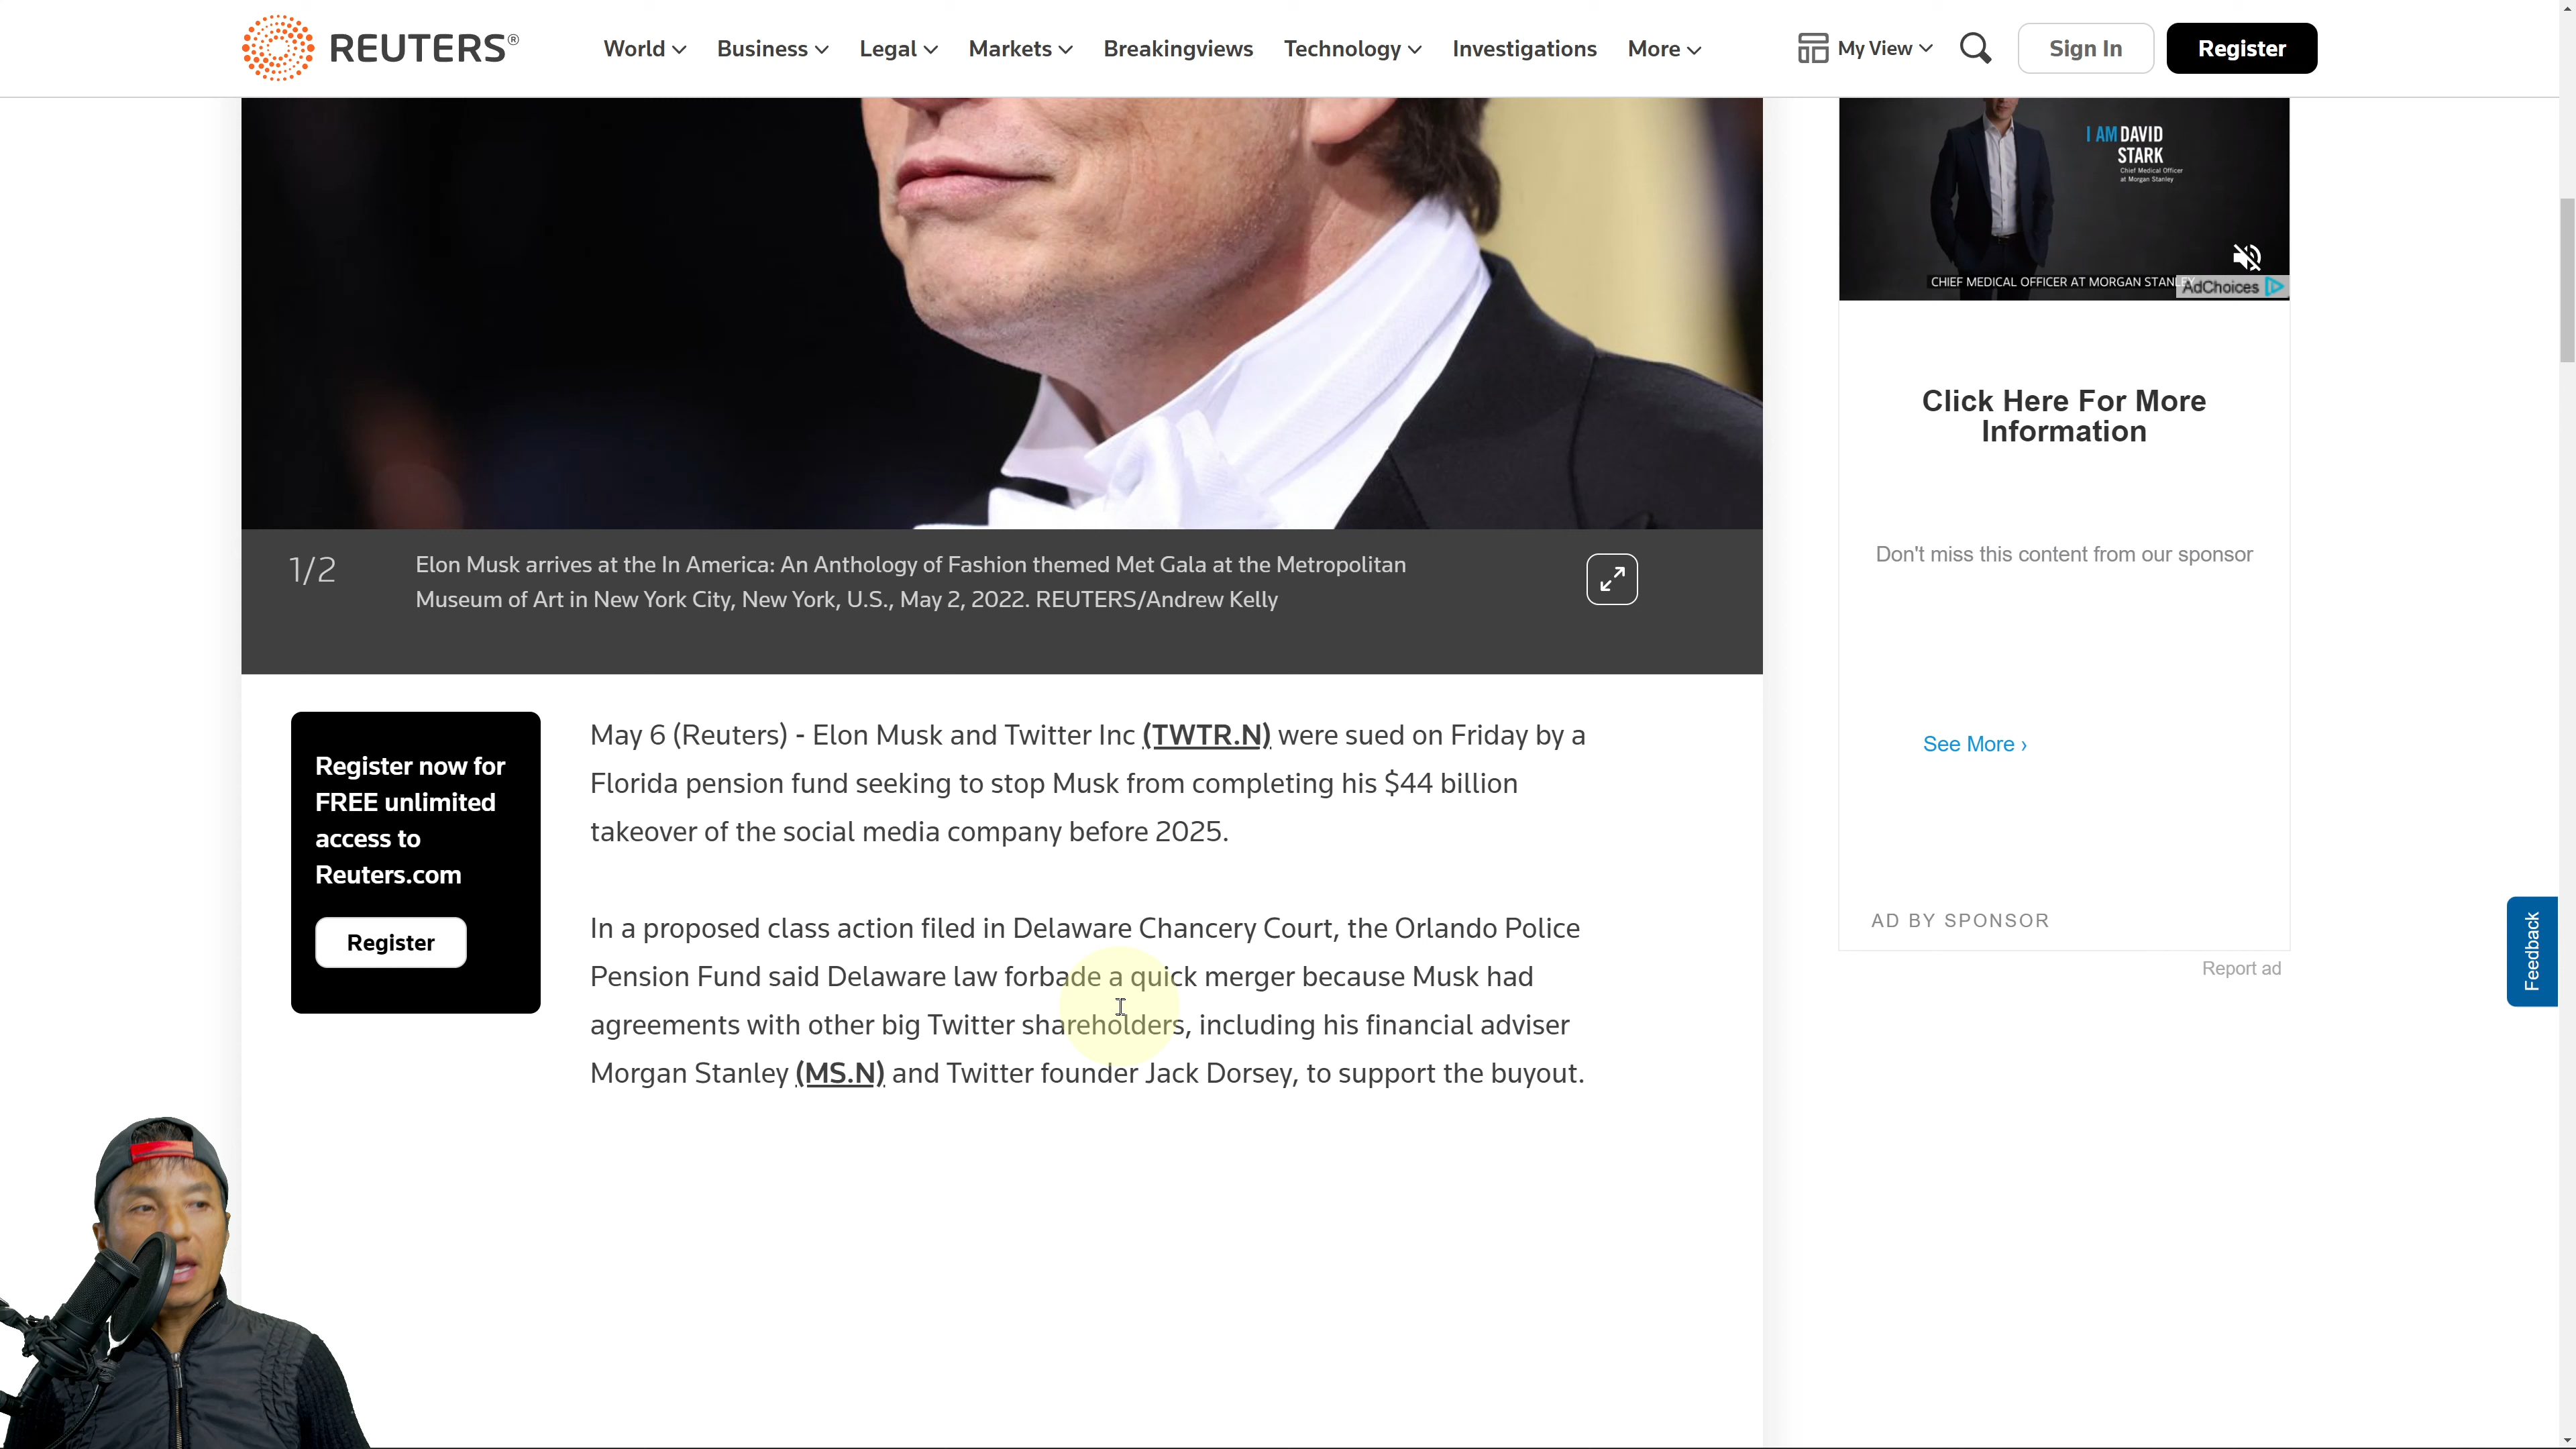 REUTERS®
World Business Legal Markets Breakingviews Technology Investigations More My View Sign In Register
I AM DAVID
STARK
Chief Medical Officer
at Morgan Stanley
CHIEF MEDICAL OFFICER AT MORGAN STANLEY
AdChoices
Click Here For More
Information
Don't miss this content from our sponsor
See More ›
AD BY SPONSOR
Report ad
Feedback
1/2
Elon Musk arrives at the In America: An Anthology of Fashion themed Met Gala at the Metropolitan
Museum of Art in New York City, New York, U.S., May 2, 2022. REUTERS/Andrew Kelly
Register now for
FREE unlimited
access to
Reuters.com
Register
May 6 (Reuters) - Elon Musk and Twitter Inc (TWTR.N) were sued on Friday by a
Florida pension fund seeking to stop Musk from completing his $44 billion
takeover of the social media company before 2025.
In a proposed class action filed in Delaware Chancery Court, the Orlando Police
Pension Fund said Delaware law forbade a quick merger because Musk had
agreements with other big Twitter shareholders, including his financial adviser
Morgan Stanley (MS.N) and Twitter founder Jack Dorsey, to support the buyout.